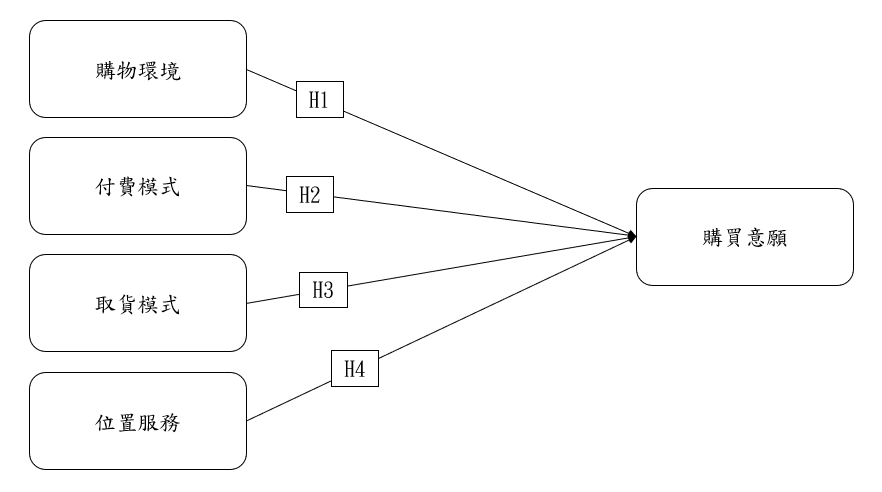 購物環境
H1
付費模式
H2
購買意願
取貨模式
H3
H4
位置服務